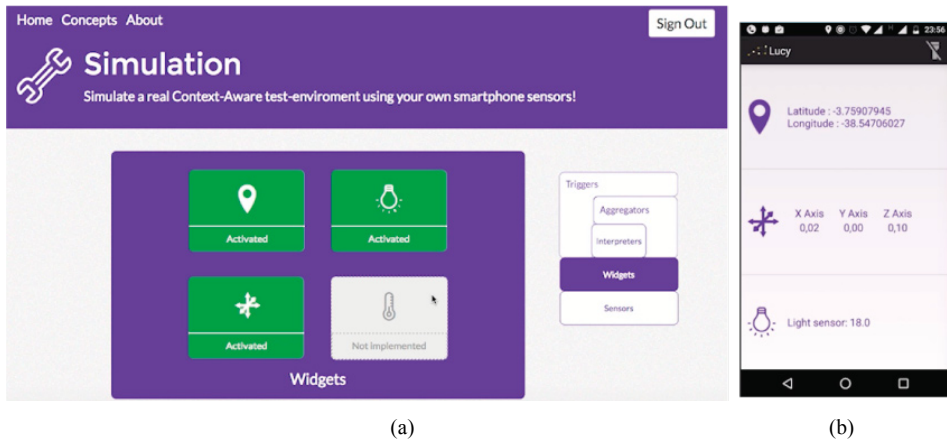 Home Concepts About
Sign Out
Simulation
Simulate a real Context-Aware test-enviroment using your own smartphone sensors!
Activated
Activated
Activated
Not Implemented
Widgets
Triggers
Aggregators
Interpreters
Widgets
Sensors
(a)
H
23:56
Lucy
Latitude : -3.75907945
Longitude : -38.54706027
X Axis Y Axis Z Axis
0,02 0,00 0,10
Light sensor: 18.0
(b)